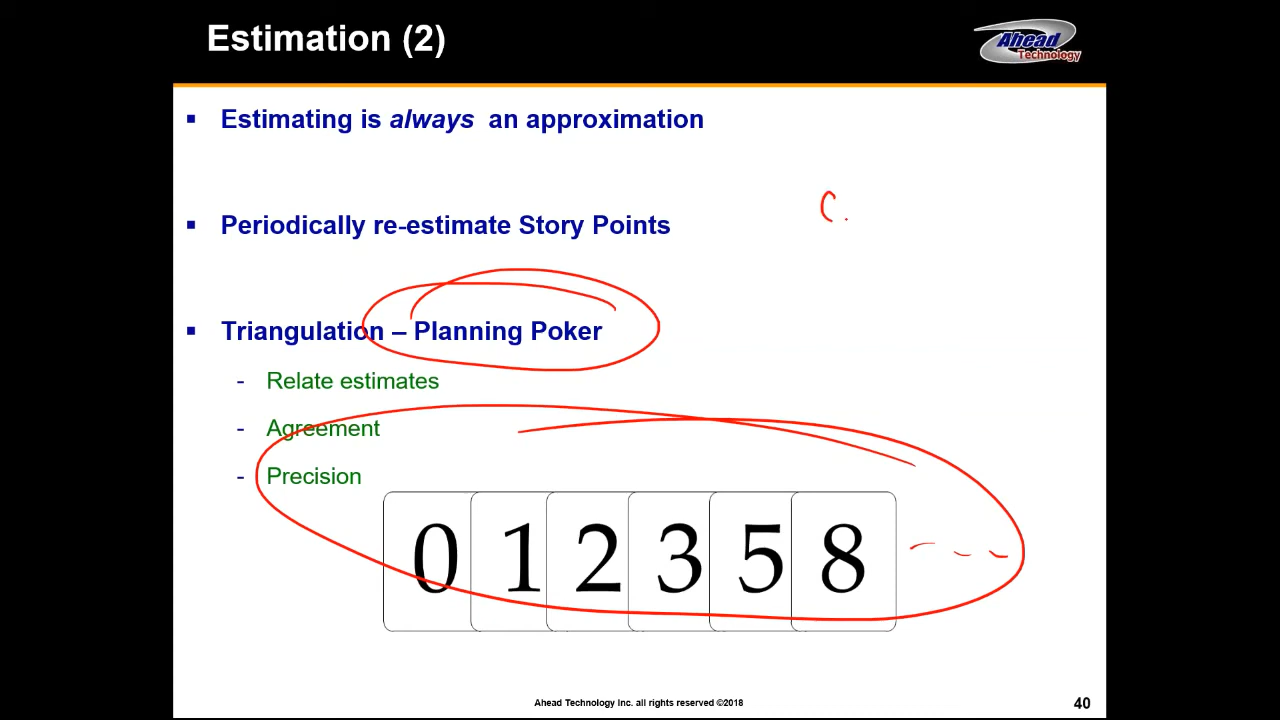 Estimation (2)
Ahead
Technology
▪ Estimating is always an approximation
▪ Periodically re-estimate Story Points
C.
▪ Triangulation – Planning Poker
- Relate estimates
- Agreement
- Precision
0 1 2 3 5 8 - - -
Ahead Technology Inc. all rights reserved ©2018
40